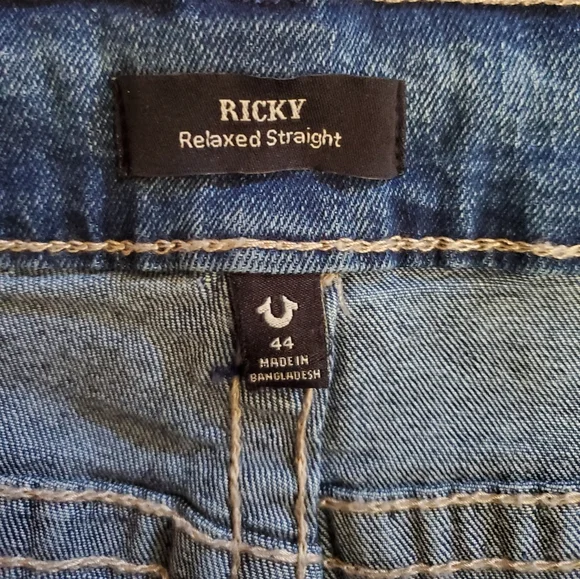 RICKY
Relaxed Straight
44
MADE IN
BANGLADESH